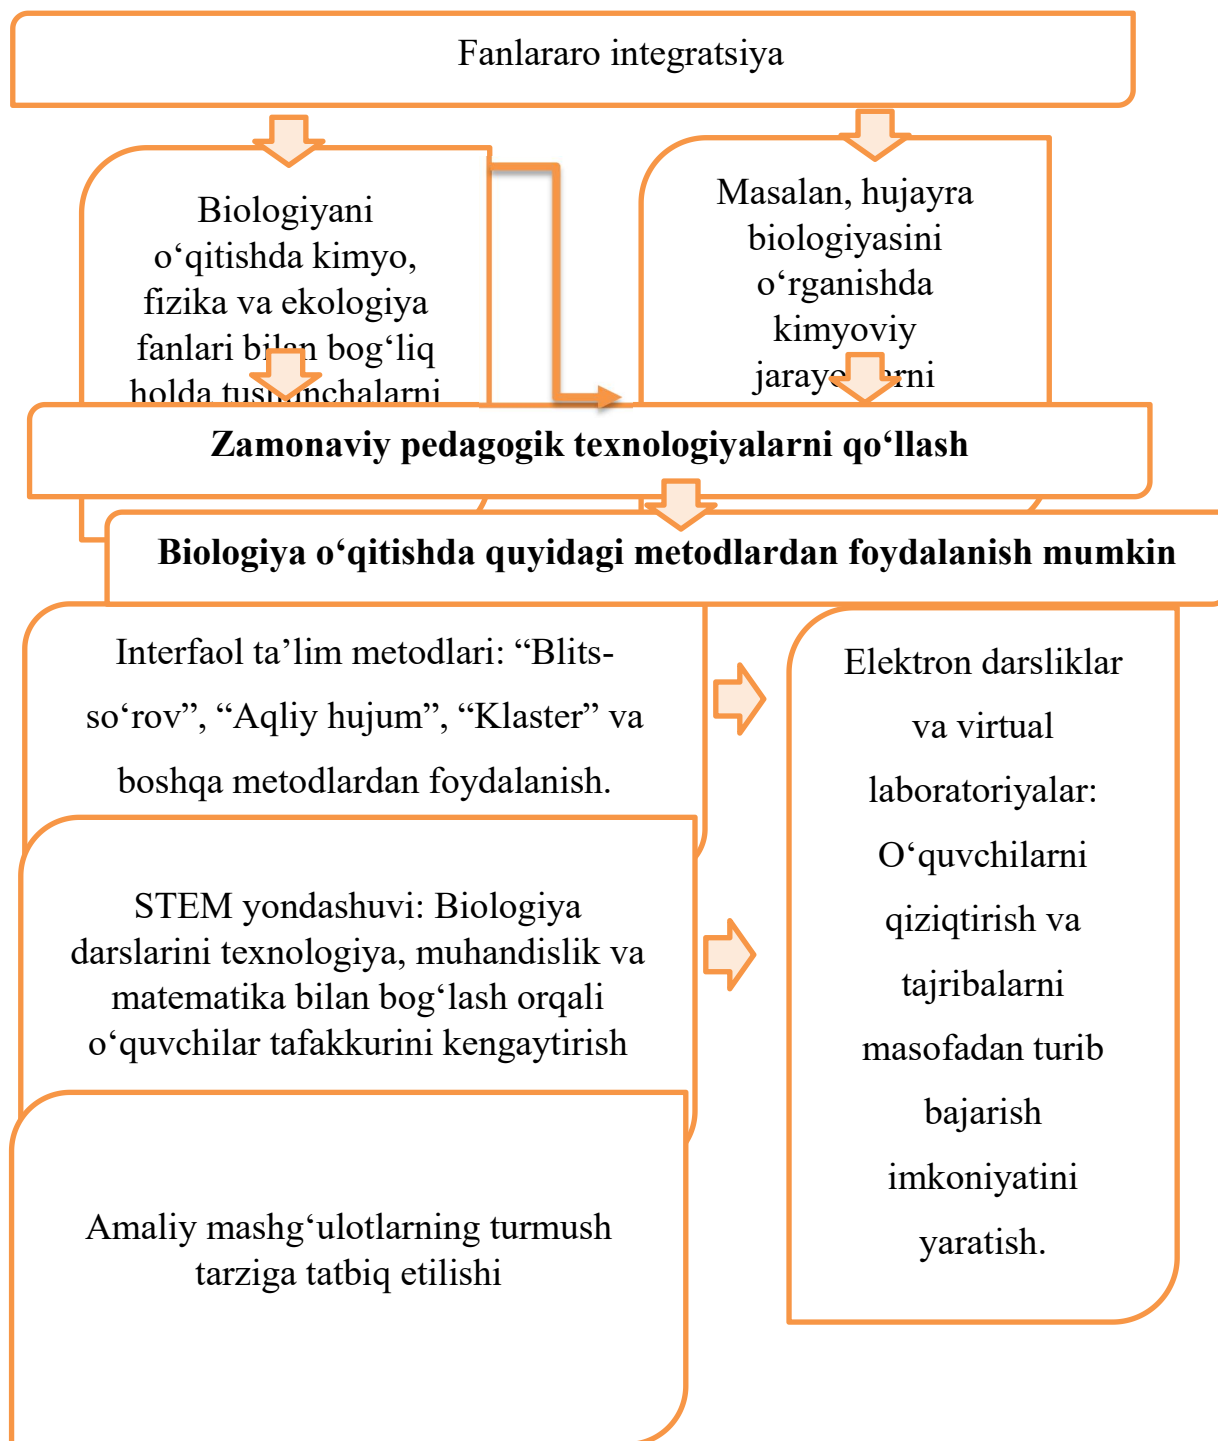 Fanlararo integratsiya
Biologiyani
o‘qitishda kimyo,
fizika va ekologiya
fanlari bilan bog‘liq
holda tushunchalarni
Masalan, hujayra
biologiyasini
o‘rganishda
kimyoviy
Zamonaviy pedagogik texnologiyalarni qo‘llash
Biologiya o‘qitishda quyidagi metodlardan foydalanish mumkin
Interfaol ta’lim metodlari: “Blits-
so‘rov”, “Aqliy hujum”, “Klaster” va
boshqa metodlardan foydalanish.
STEM yondashuvi: Biologiya
darslarini texnologiya, muhandislik va
matematika bilan bog‘lash orqali
o‘quvchilar tafakkurini kengaytirish
Amaliy mashg‘ulotlarning turmush
tarziga tatbiq etilishi
Elektron darsliklar
va virtual
laboratoriyalar:
O‘quvchilarni
qiziqtirish va
tajribalarni
masofadan turib
bajarish
imkoniyatini
yaratish.